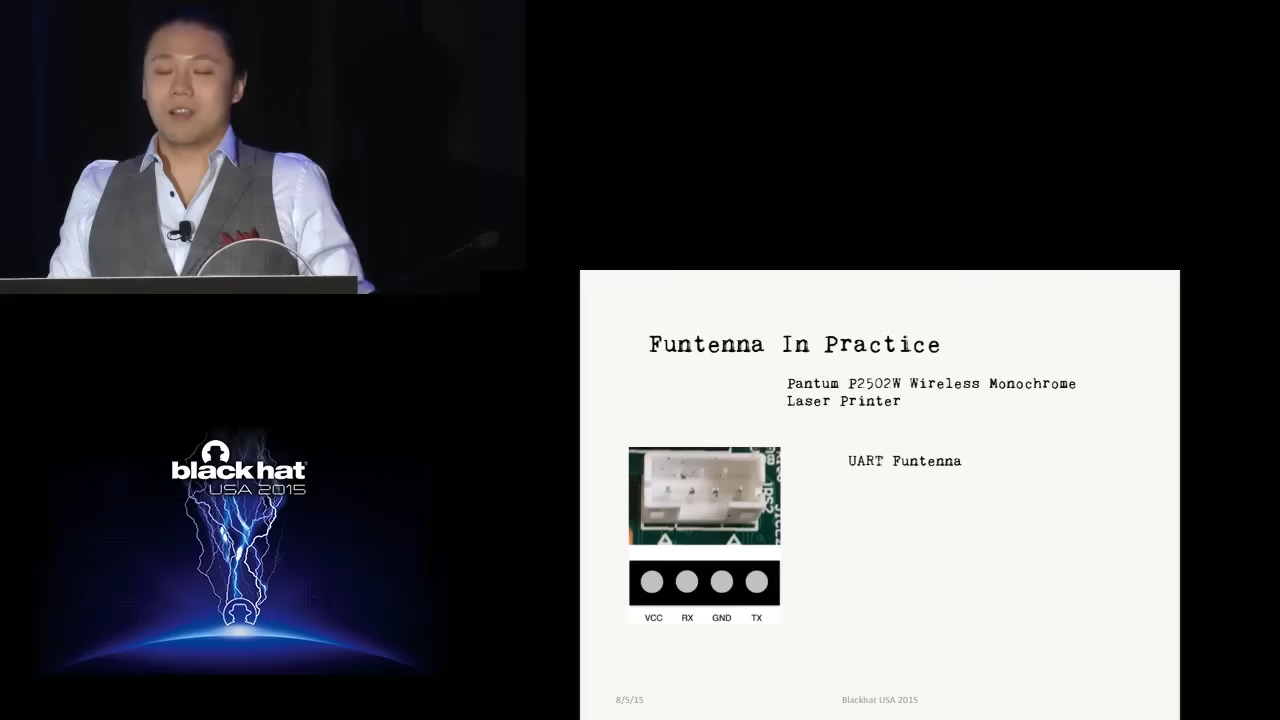 Funtenna In Practice
Pantum P2502W Wireless Monochrome
Laser Printer
UART Funtenna
VCC RX GND TX
black hat
USA 2015
8/5/15
Blackhat USA 2015